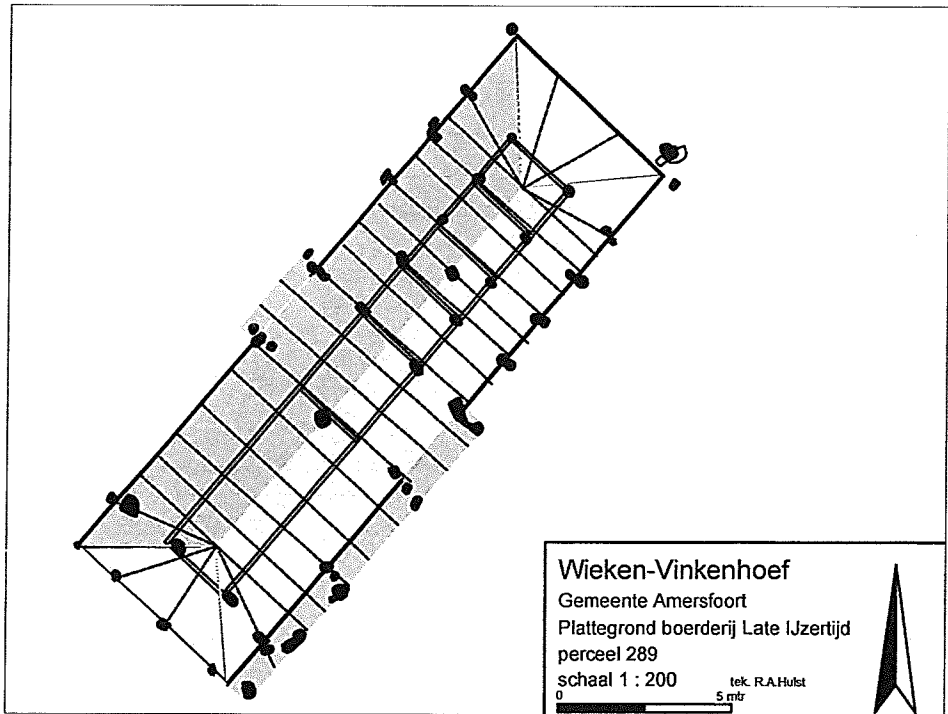 Wieken-Vinkenhoef
Gemeente Amersfoort
Plattegrond boerderij Late IJzertijd
perceel 289
schaal 1 : 200 tek. R.A.Hulst
0 5 mtr